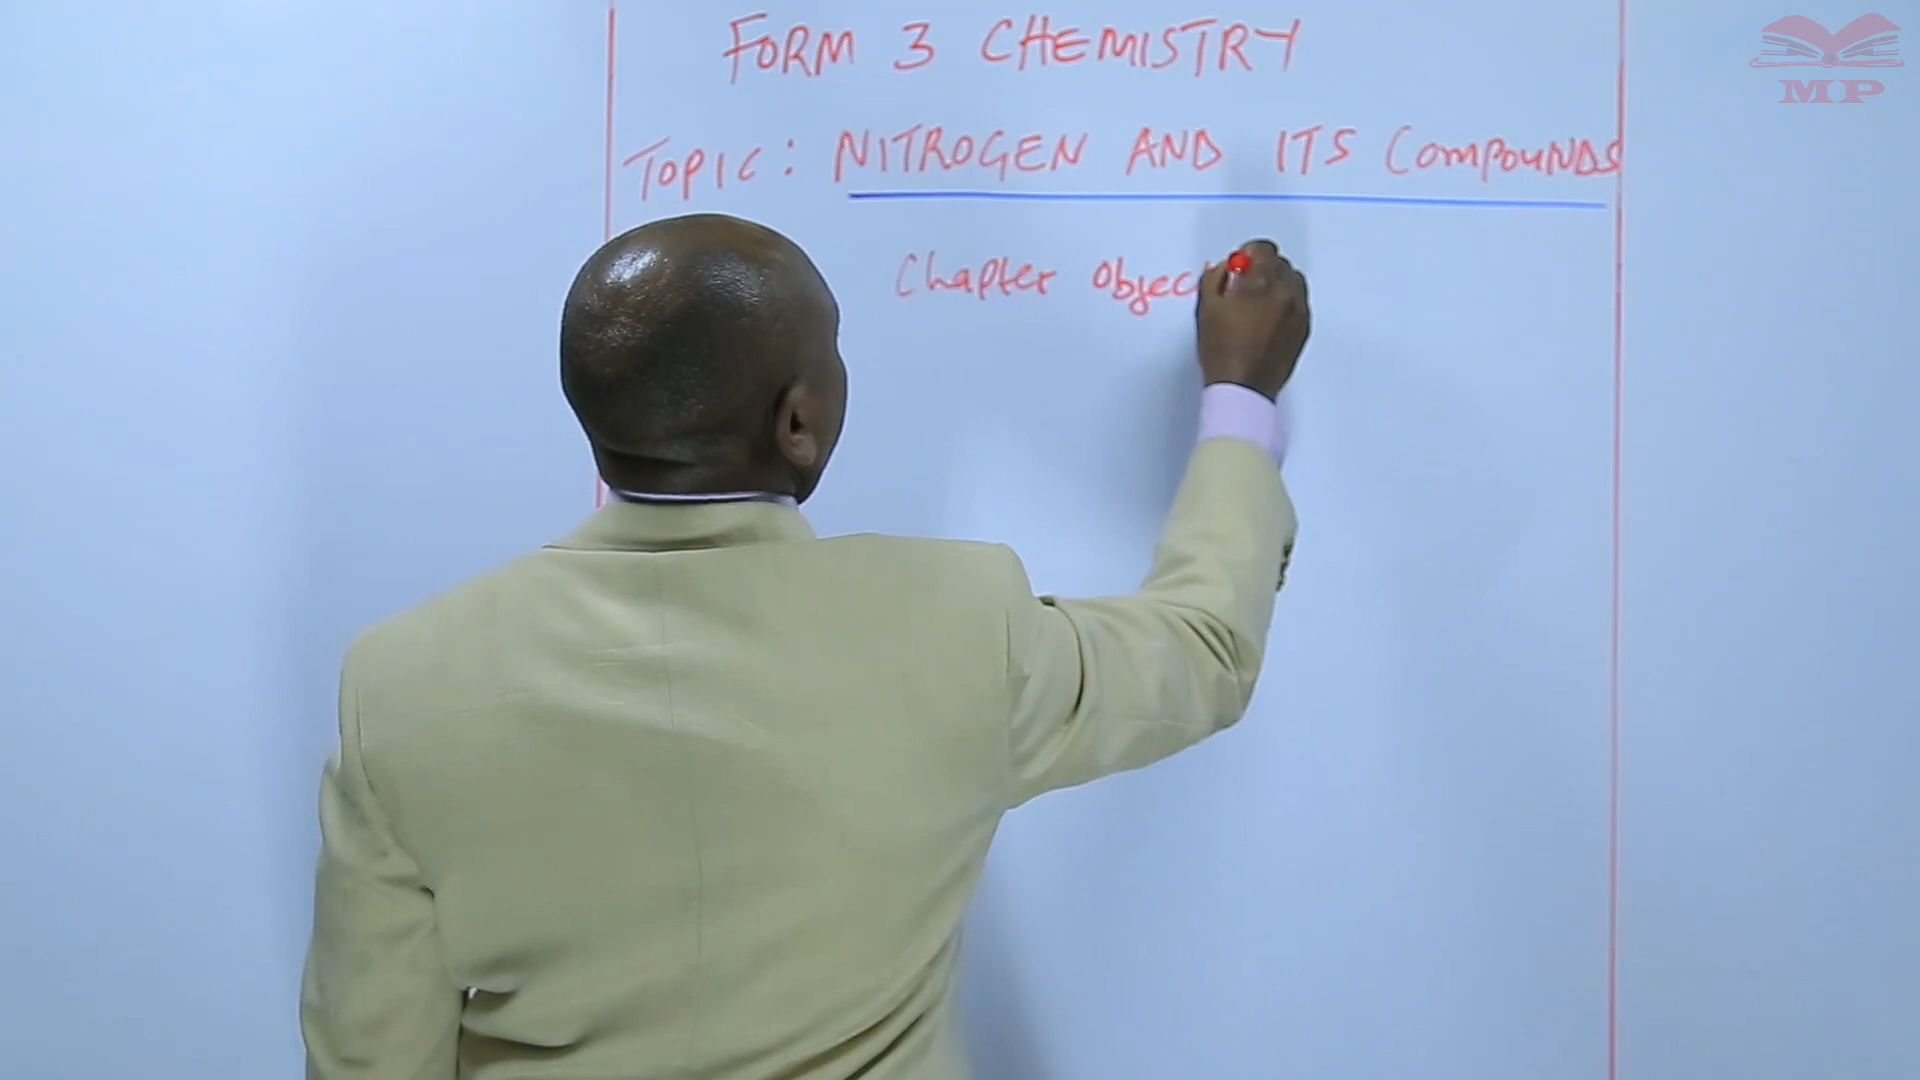 FORM 3 CHEMISTRY
TOPIC: NITROGEN AND ITS COMPOUNDS
Chapter Objec
MP